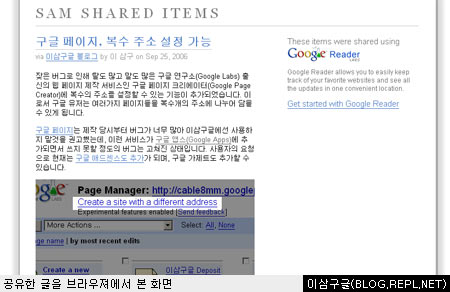 SAM SHARED ITEMS
구글 페이지, 복수 주소 설정 가능
via 이삼구글 블로그 by 이 삼구 on Sep 25, 2006
잦은 버그로 인해 탈도 많고 말도 많은 구글 연구소(Google Labs) 출
신의 웹 페이지 제작 서비스인 구글 페이지 크리에이터(Google Page
Creator)에 복수의 주소를 설정할 수 있는 기능이 추가되었습니다. 이
로서 구글 유저는 여러가지 페이지들을 복수개의 주소에 나누어 담을
수 있게 됩니다.
구글 페이지는 제작 당시부터 버그가 너무 많아 이삼구글에선 사용하
지 말것을 권고했는데, 이런 서비스가 구글 앱스(Google Apps)에 추
가되면서 쓰지 못할 정도의 버그는 고쳐진 상태입니다. 사용자의 요청
으로 현재는 구글 애드센스도 추가가 되며, 구글 가제트도 추가할 수
있습니다.
Page Manager: http://cable8mm.google
Create a site with a different address
Experimental features enabled [Send feedback]
More Actions ...
Select: All, None
name | by most recent edits
Create a new
이삼구글 Deposit
These items were shared using
Google Reader
LABS
Google Reader allows you to easily keep
track of your favorite websites and see
all the updates in one convenient location.
Get started with Google Reader
공유한 글을 브라우져에서 본 화면
이삼구글(BLOG.REPL.NET)